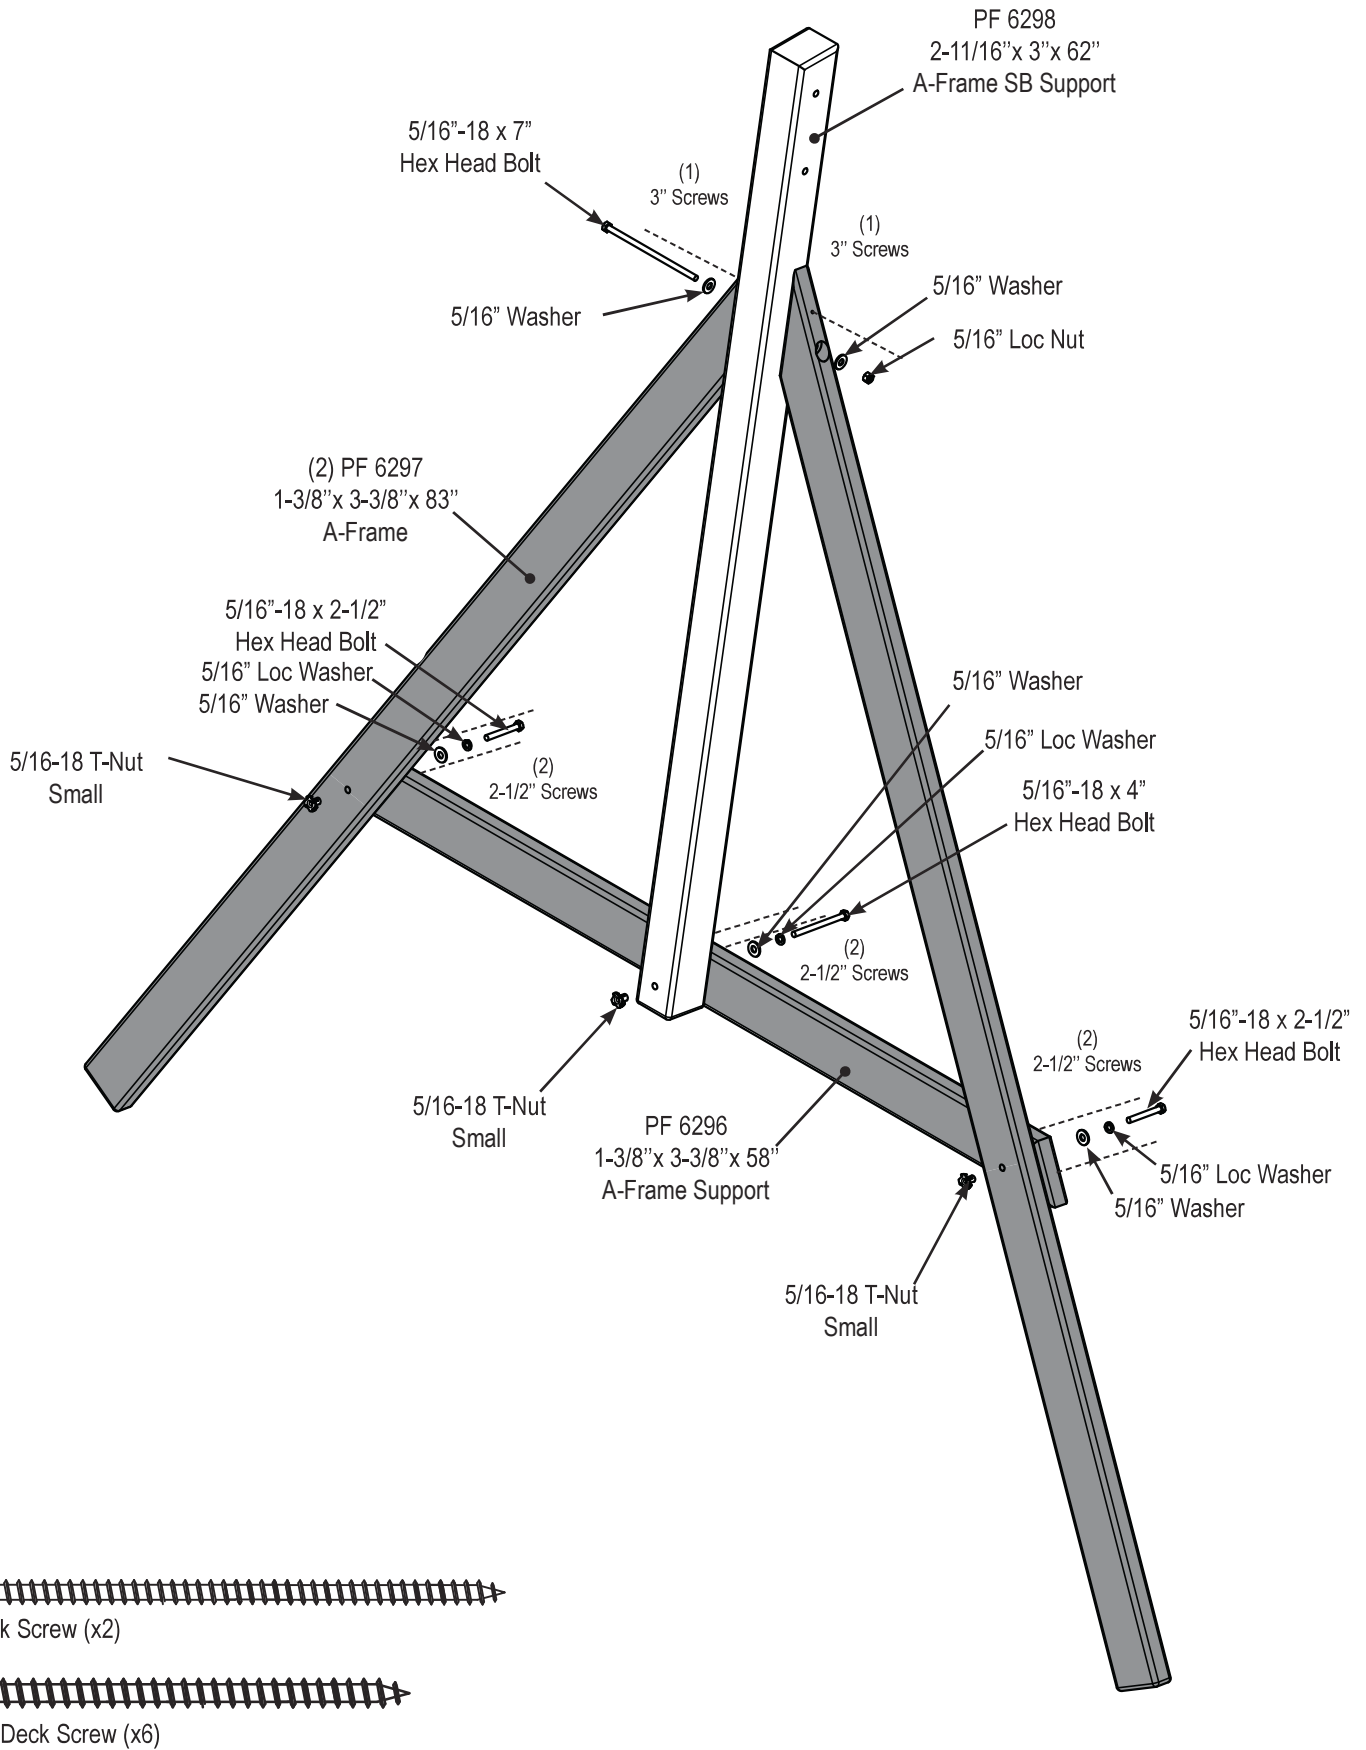 PF 6298
2-11/16”x 3”x 62”
A-Frame SB Support
5/16”-18 x 7”
Hex Head Bolt
(1)
3” Screws
(1)
3” Screws
5/16” Washer
5/16” Washer
5/16” Loc Nut
(2) PF 6297
1-3/8”x 3-3/8”x 83”
A-Frame
5/16”-18 x 2-1/2”
Hex Head Bolt
5/16” Loc Washer
5/16” Washer
5/16-18 T-Nut
Small
(2)
2-1/2” Screws
5/16” Washer
5/16” Loc Washer
5/16”-18 x 4”
Hex Head Bolt
(2)
2-1/2” Screws
5/16”-18 x 2-1/2”
Hex Head Bolt
(2)
2-1/2” Screws
5/16-18 T-Nut
Small
PF 6296
1-3/8”x 3-3/8”x 58”
A-Frame Support
5/16” Loc Washer
5/16” Washer
5/16-18 T-Nut
Small
k Screw (x2)
Deck Screw (x6)